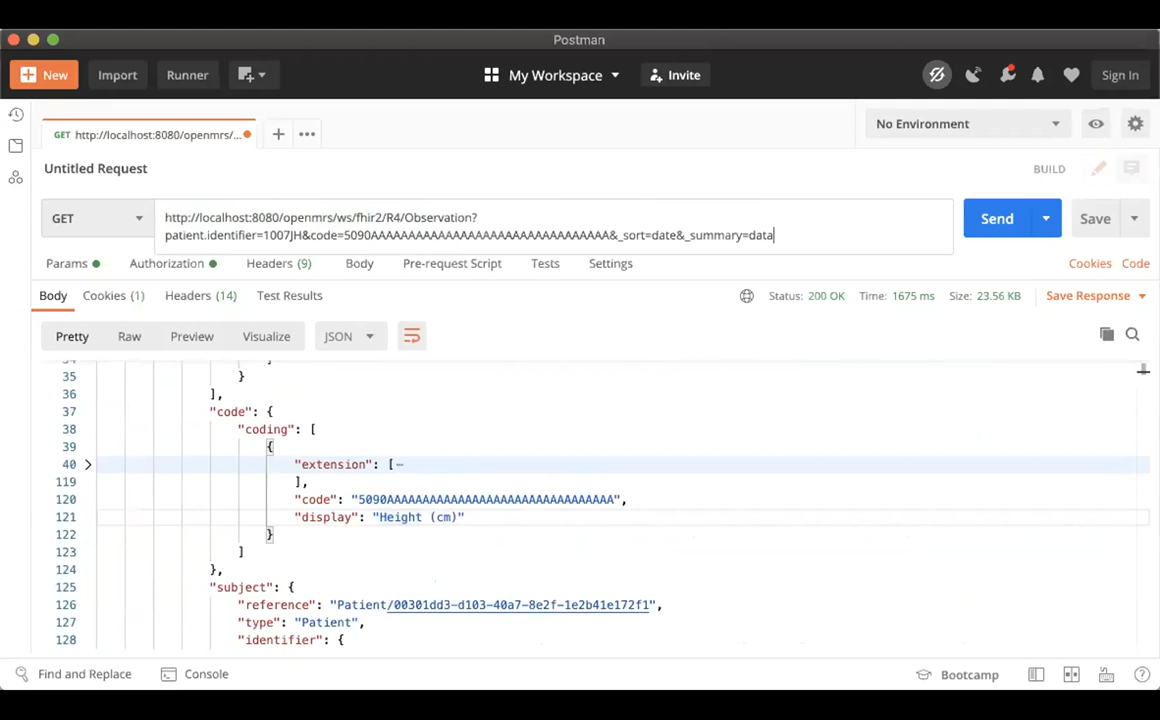 Postman
New
Import
Runner
My Workspace
Invite
Sign In
GET http://localhost:8080/openmrs/...
No Environment
Untitled Request
BUILD
GET
http://localhost:8080/openmrs/ws/fhir2/R4/Observation?
patient.identifier=1007JH&code=5090AAAAAAAAAAAAAAAAAAAAAAAAAAAAAAAA&_sort=date&_summary=data
Send
Save
Params
Authorization
Headers (9)
Body
Pre-request Script
Tests
Settings
Cookies
Code
Body
Cookies (1)
Headers (14)
Test Results
Status: 200 OK
Time: 1675 ms
Size: 23.56 KB
Save Response
Pretty
Raw
Preview
Visualize
JSON
34 ]
35 }
36 ],
37 "code": {
38 "coding": [
39 {
40 "extension": [
119 ],
120 "code": "5090AAAAAAAAAAAAAAAAAAAAAAAAAAAAAAAA",
121 "display": "Height (cm)"
122 }
123 ]
124 },
125 "subject": {
126 "reference": "Patient/00301dd3-d103-40a7-8e2f-1e2b41e172f1",
127 "type": "Patient",
128 "identifier": {
Find and Replace
Console
Bootcamp